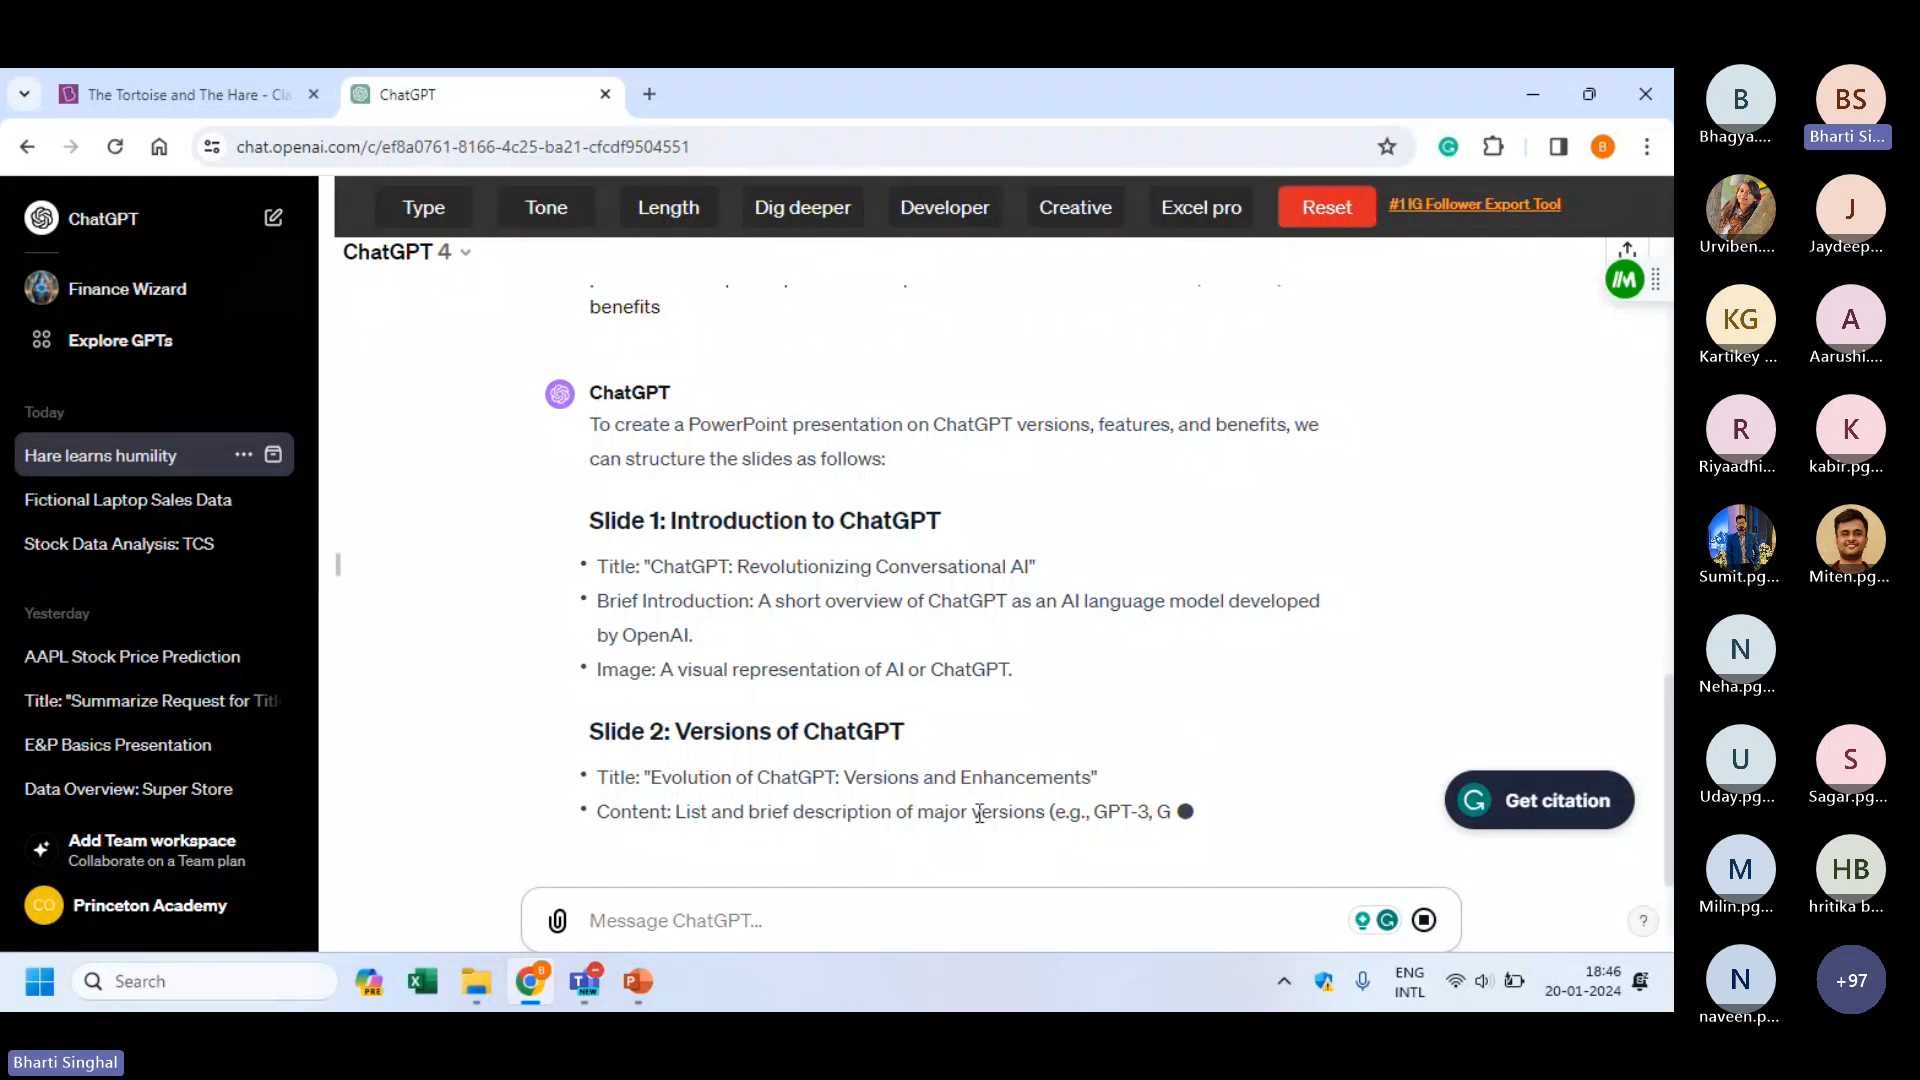 The Tortoise and The Hare - Cla
ChatGPT
chat.openai.com/c/ef8a0761-8166-4c25-ba21-cfcdf9504551
B
ChatGPT
Finance Wizard
Explore GPTs
Today
Hare learns humility
Fictional Laptop Sales Data
Stock Data Analysis: TCS
Yesterday
AAPL Stock Price Prediction
Title: "Summarize Request for Titl
E&P Basics Presentation
Data Overview: Super Store
Add Team workspace
Collaborate on a Team plan
CO
Princeton Academy
Type
Tone
Length
Dig deeper
Developer
Creative
Excel pro
Reset
#1 IG Follower Export Tool
ChatGPT 4
benefits
ChatGPT
To create a PowerPoint presentation on ChatGPT versions, features, and benefits, we
can structure the slides as follows:
Slide 1: Introduction to ChatGPT
• Title: "ChatGPT: Revolutionizing Conversational AI"
• Brief Introduction: A short overview of ChatGPT as an AI language model developed
by OpenAI.
• Image: A visual representation of AI or ChatGPT.
Slide 2: Versions of ChatGPT
• Title: "Evolution of ChatGPT: Versions and Enhancements"
• Content: List and brief description of major versions (e.g., GPT-3, G
Get citation
Message ChatGPT...
?
Search
PRE
B
NEW
ENG
INTL
18:46
20-01-2024
B
Bhagya....
BS
Bharti Si...
Urviben....
J
Jaydeep...
KG
Kartikey ...
A
Aarushi....
R
Riyaadhi...
K
kabir.pg...
Sumit.pg...
Miten.pg...
N
Neha.pg...
U
Uday.pg...
S
Sagar.pg...
M
Milin.pg...
HB
hritika b...
N
naveen.p...
+97
Bharti Singhal